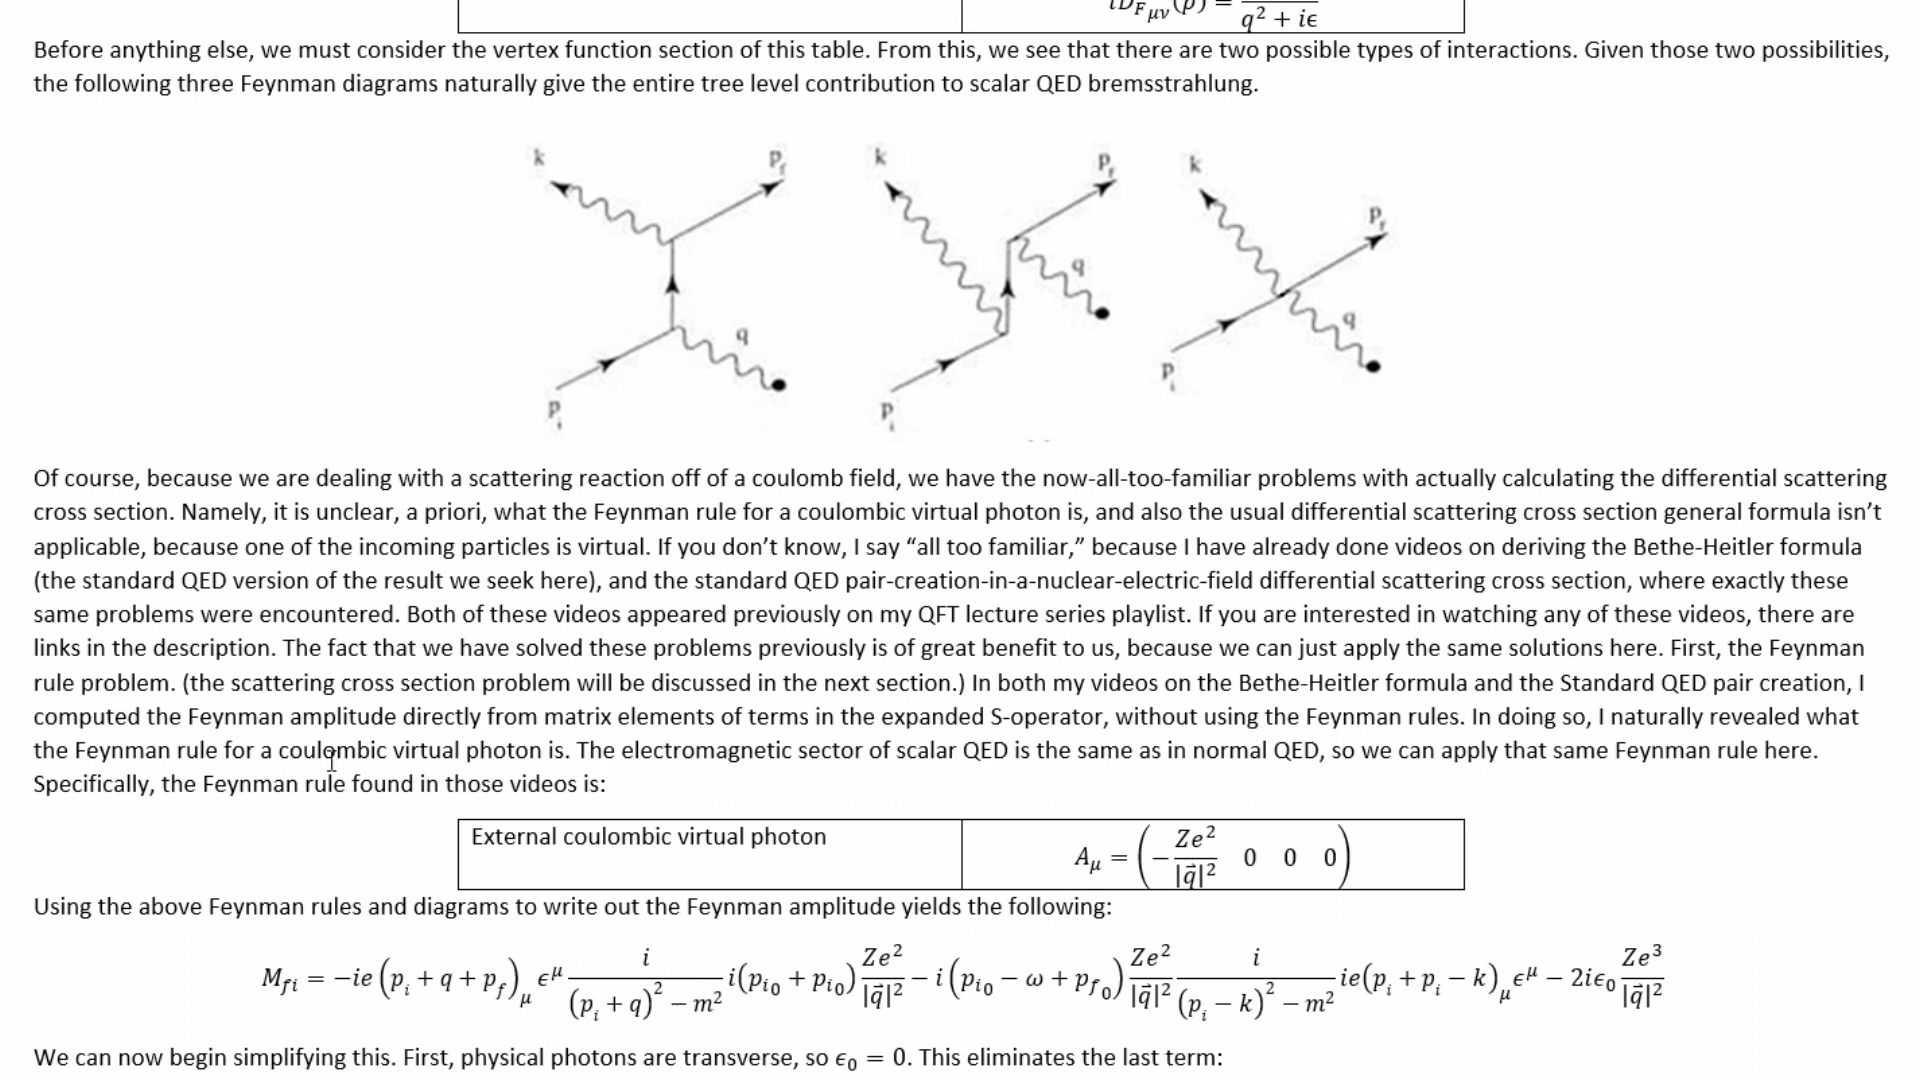 iD_{F μν}(p) = / q² + iϵ
Before anything else, we must consider the vertex function section of this table. From this, we see that there are two possible types of interactions. Given those two possibilities,
the following three Feynman diagrams naturally give the entire tree level contribution to scalar QED bremsstrahlung.
k p_f k p_f k p_f
q q q
p_i p_i p_i
Of course, because we are dealing with a scattering reaction off of a coulomb field, we have the now-all-too-familiar problems with actually calculating the differential scattering
cross section. Namely, it is unclear, a priori, what the Feynman rule for a coulombic virtual photon is, and also the usual differential scattering cross section general formula isn’t
applicable, because one of the incoming particles is virtual. If you don’t know, I say “all too familiar,” because I have already done videos on deriving the Bethe-Heitler formula
(the standard QED version of the result we seek here), and the standard QED pair-creation-in-a-nuclear-electric-field differential scattering cross section, where exactly these
same problems were encountered. Both of these videos appeared previously on my QFT lecture series playlist. If you are interested in watching any of these videos, there are
links in the description. The fact that we have solved these problems previously is of great benefit to us, because we can just apply the same solutions here. First, the Feynman
rule problem. (the scattering cross section problem will be discussed in the next section.) In both my videos on the Bethe-Heitler formula and the Standard QED pair creation, I
computed the Feynman amplitude directly from matrix elements of terms in the expanded S-operator, without using the Feynman rules. In doing so, I naturally revealed what
the Feynman rule for a coulombic virtual photon is. The electromagnetic sector of scalar QED is the same as in normal QED, so we can apply that same Feynman rule here.
Specifically, the Feynman rule found in those videos is:
External coulombic virtual photon A_μ = (−Ze²/|q⃗|² 0 0 0)
Using the above Feynman rules and diagrams to write out the Feynman amplitude yields the following:
M_{fi} = −ie(p_i + q + p_f)_μ ϵ^μ i/((p_i + q)² − m²) i(p_{i0} + p_{i0}) Ze²/|q⃗|² − i(p_{i0} − ω + p_{f0}) Ze²/|q⃗|² i/((p_i − k)² − m²) ie(p_i + p_i − k)_μ ϵ^μ − 2iϵ_0 Ze³/|q⃗|²
We can now begin simplifying this. First, physical photons are transverse, so ϵ_0 = 0. This eliminates the last term: